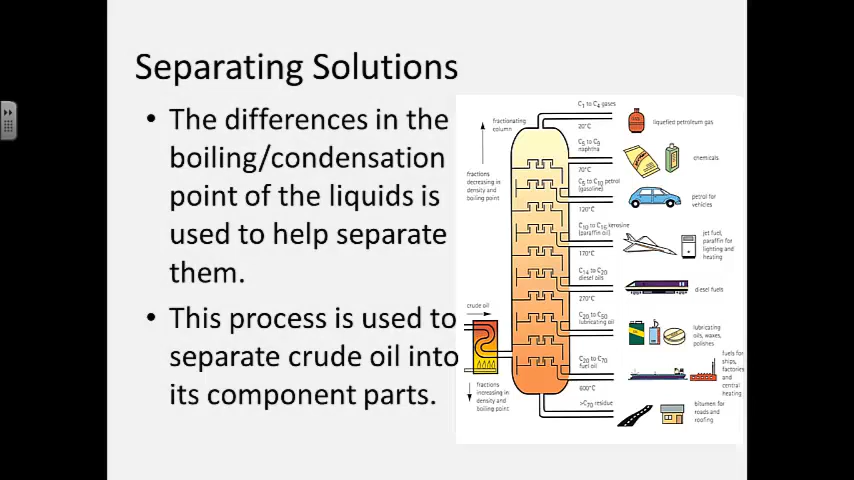 Separating Solutions
• The differences in the
boiling/condensation
point of the liquids is
used to help separate
them.
• This process is used to
separate crude oil into
its component parts.
fractionating
column
fractions
decreasing in
density and
boiling point
crude oil
fractions
increasing in
density and
boiling point
C1 to C4 gases
20°C
liquefied petroleum gas
C5 to C9
naphtha
70°C
chemicals
C5 to C10 petrol
(gasoline)
120°C
petrol for
vehicles
C10 to C16 kerosine
(paraffin oil)
170°C
jet fuel,
paraffin for
lighting and
heating
C14 to C20
diesel oils
270°C
diesel fuels
C20 to C50
lubricating oil
lubricating
oils, waxes,
polishes
C20 to C70
fuel oil
600°C
fuels for
ships,
factories
and
central
heating
>C70 residue
bitumen for
roads and
roofing